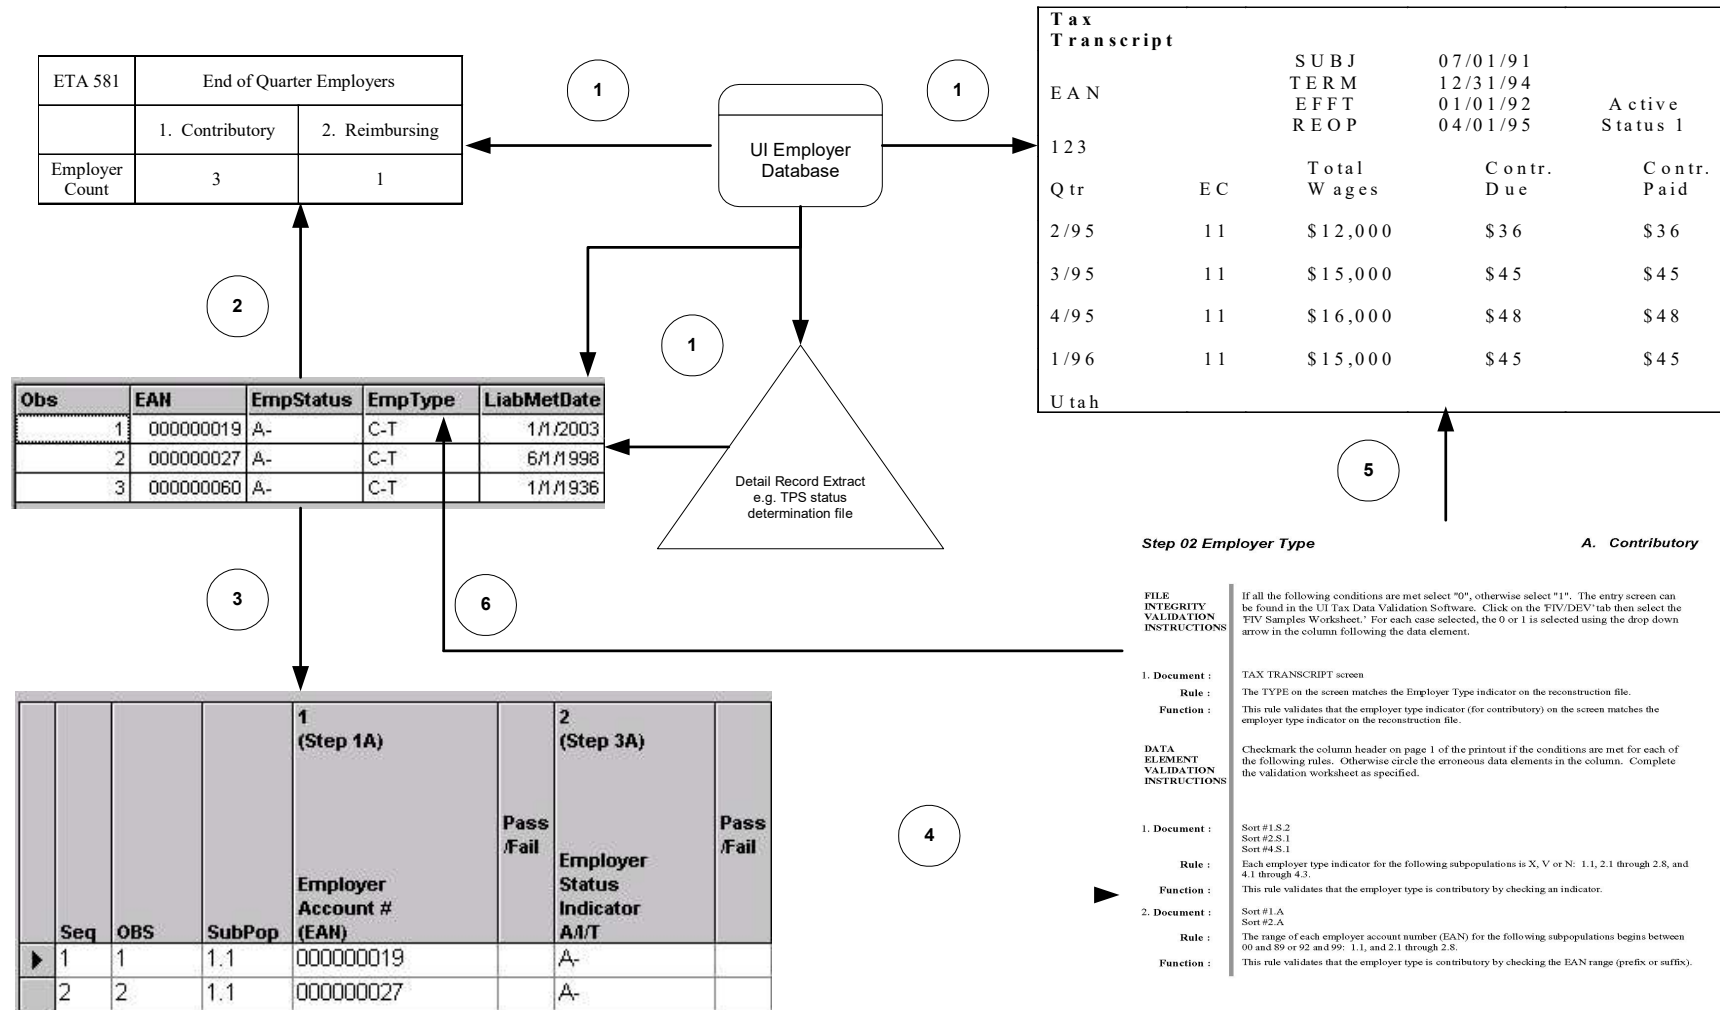 ETA 581 End of Quarter Employers
1. Contributory 2. Reimbursing
Employer
Count 3 1
1
UI Employer
Database
1
Tax
Transcript
SUBJ 07/01/91
EAN TERM 12/31/94
EFFT 01/01/92 Active
REOP 04/01/95 Status 1
123
Total Contr. Contr.
Qtr EC Wages Due Paid
2/95 11 $12,000 $36 $36
3/95 11 $15,000 $45 $45
4/95 11 $16,000 $48 $48
1/96 11 $15,000 $45 $45
Utah
2
1
Obs EAN EmpStatus EmpType LiabMetDate
1 000000019 A- C-T 1/1/2003
2 000000027 A- C-T 6/1/1998
3 000000060 A- C-T 1/1/1936
Detail Record Extract
e.g. TPS status
determination file
5
3
6
Step 02 Employer Type A. Contributory
FILE
INTEGRITY
VALIDATION
INSTRUCTIONS
If all the following conditions are met select "0", otherwise select "1". The entry screen can
be found in the UI Tax Data Validation Software. Click on the 'FIV/DEV' tab then select the
'FIV Samples Worksheet.' For each case selected, the 0 or 1 is selected using the drop down
arrow in the column following the data element.
1. Document : TAX TRANSCRIPT screen
Rule : The TYPE on the screen matches the Employer Type indicator on the reconstruction file.
Function : This rule validates that the employer type indicator (for contributory) on the screen matches the
employer type indicator on the reconstruction file.
DATA
ELEMENT
VALIDATION
INSTRUCTIONS
Checkmark the column header on page 1 of the printout if the conditions are met for each of
the following rules. Otherwise circle the erroneous data elements in the column. Complete
the validation worksheet as specified.
1. Document : Sort #1.S.2
Sort #2.S.1
Sort #4.S.1
Rule : Each employer type indicator for the following subpopulations is X, V or N: 1.1, 2.1 through 2.8, and
4.1 through 4.3.
Function : This rule validates that the employer type is contributory by checking an indicator.
2. Document : Sort #1.A
Sort #2.A
Rule : The range of each employer account number (EAN) for the following subpopulations begins between
00 and 89 or 92 and 99: 1.1, and 2.1 through 2.8.
Function : This rule validates that the employer type is contributory by checking the EAN range (prefix or suffix).
4
Seq
OBS
SubPop
1
(Step 1A)
Employer
Account #
(EAN)
Pass
/Fail
2
(Step 3A)
Employer
Status
Indicator
A/I/T
Pass
/Fail
1 1 1.1 000000019 A-
2 2 1.1 000000027 A-